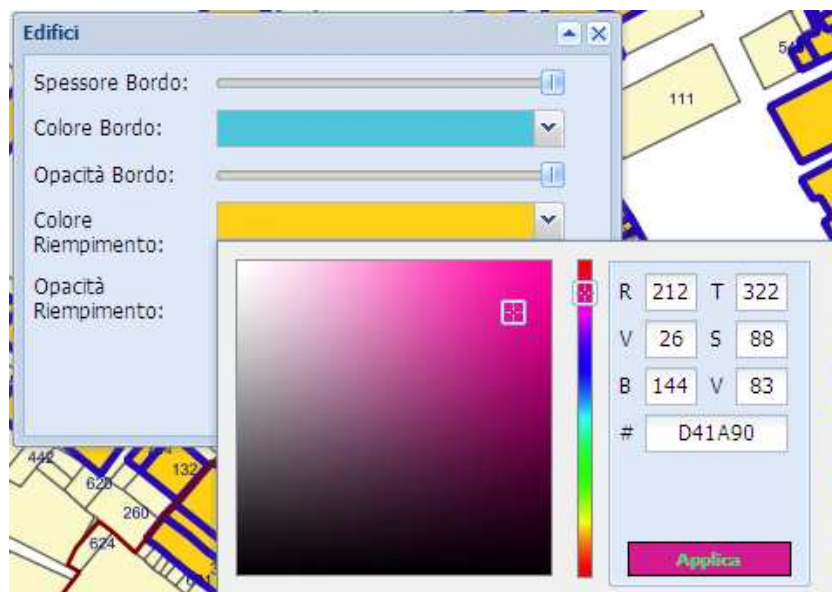 Edifici
Spessore Bordo:
Colore Bordo:
Opacità Bordo:
Colore
Riempimento:
Opacità
Riempimento:
R 212 T 322
V 26 S 88
B 144 V 83
# D41A90
Applica
111
442
132
260
624